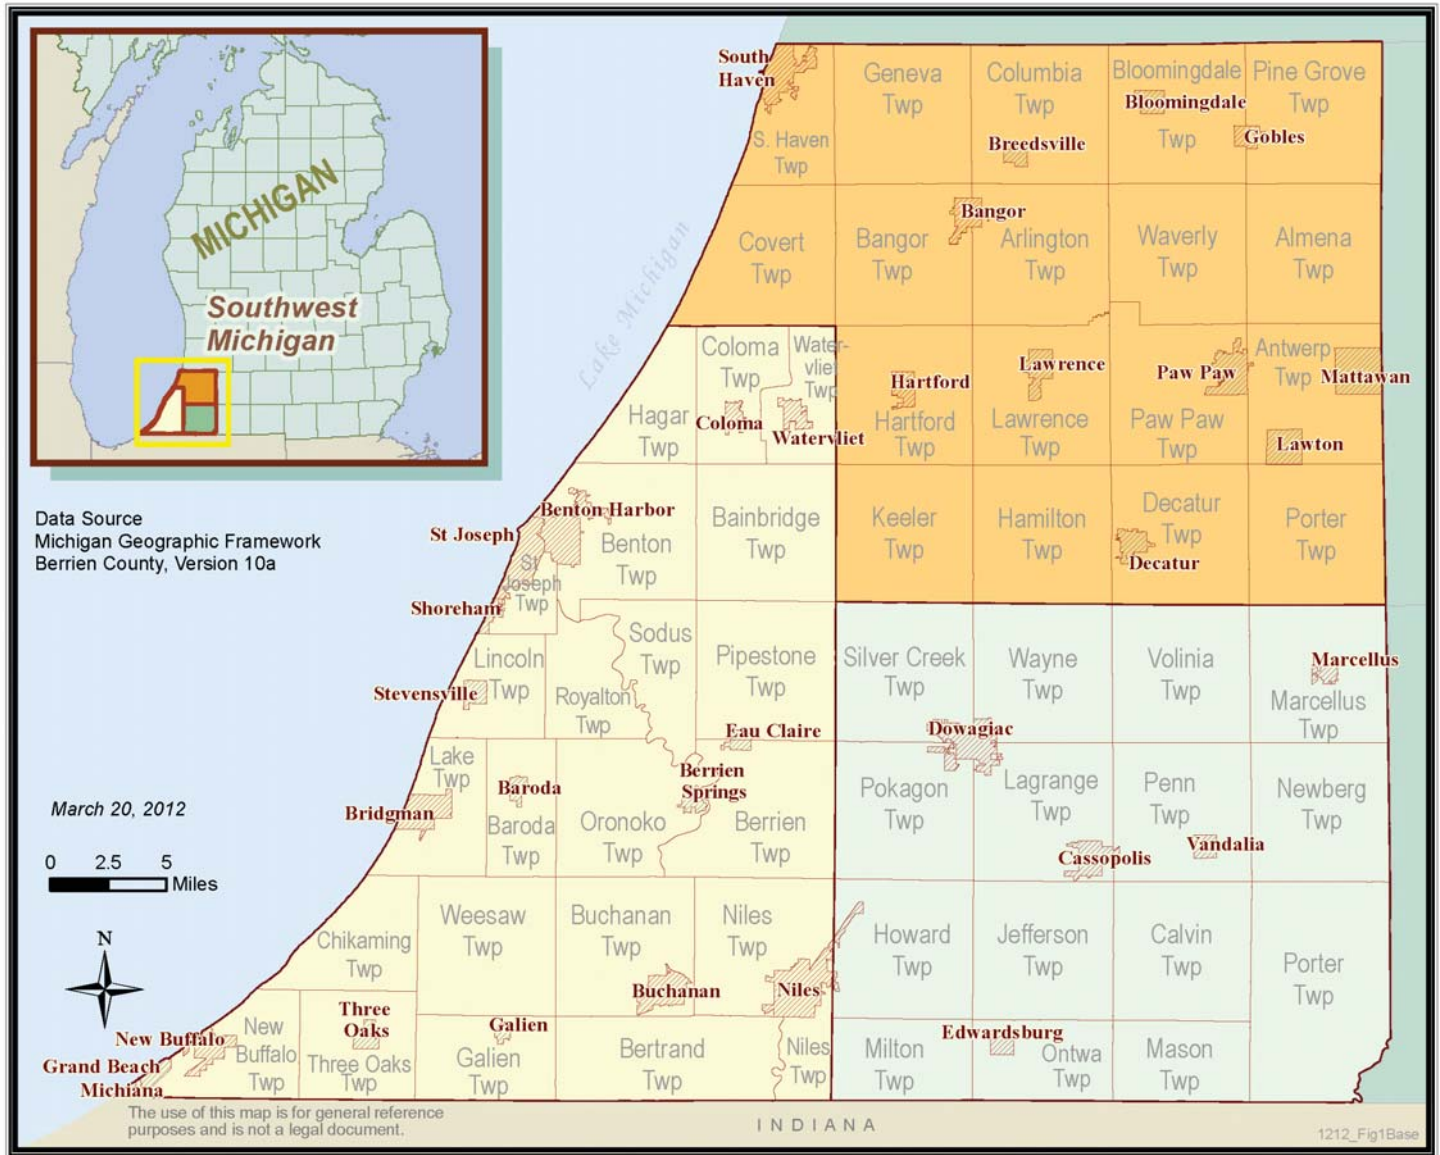 MICHIGAN
Southwest
Michigan
Data Source
Michigan Geographic Framework
Berrien County, Version 10a
March 20, 2012
0 2.5 5
Miles
N
Lake Michigan
South
Haven
S. Haven
Twp
Geneva
Twp
Columbia
Twp
Breedsville
Bloomingdale
Bloomingdale
Twp
Pine Grove
Twp
Gobles
Covert
Twp
Bangor
Twp
Bangor
Arlington
Twp
Waverly
Twp
Almena
Twp
Coloma
Twp
Water-
vliet
Twp
Hagar
Twp
Coloma
Watervliet
Hartford
Hartford
Twp
Lawrence
Lawrence
Twp
Paw Paw
Paw Paw
Twp
Antwerp
Twp
Mattawan
Lawton
Benton Harbor
St Joseph
Benton
Twp
St
Joseph
Twp
Shoreham
Bainbridge
Twp
Keeler
Twp
Hamilton
Twp
Decatur
Twp
Decatur
Porter
Twp
Lincoln
Twp
Stevensville
Royalton
Twp
Sodus
Twp
Pipestone
Twp
Eau Claire
Silver Creek
Twp
Wayne
Twp
Volinia
Twp
Marcellus
Marcellus
Twp
Dowagiac
Lake
Twp
Bridgman
Baroda
Baroda
Twp
Oronoko
Twp
Berrien
Springs
Berrien
Twp
Pokagon
Twp
Lagrange
Twp
Cassopolis
Penn
Twp
Vandalia
Newberg
Twp
Chikaming
Twp
Weesaw
Twp
Buchanan
Twp
Buchanan
Niles
Twp
Niles
Howard
Twp
Jefferson
Twp
Calvin
Twp
Porter
Twp
New Buffalo
Grand Beach
Michiana
New
Buffalo
Twp
Three
Oaks
Three Oaks
Twp
Galien
Galien
Twp
Bertrand
Twp
Niles
Twp
Milton
Twp
Edwardsburg
Ontwa
Twp
Mason
Twp
The use of this map is for general reference
purposes and is not a legal document.
INDIANA
1212_Fig1Base